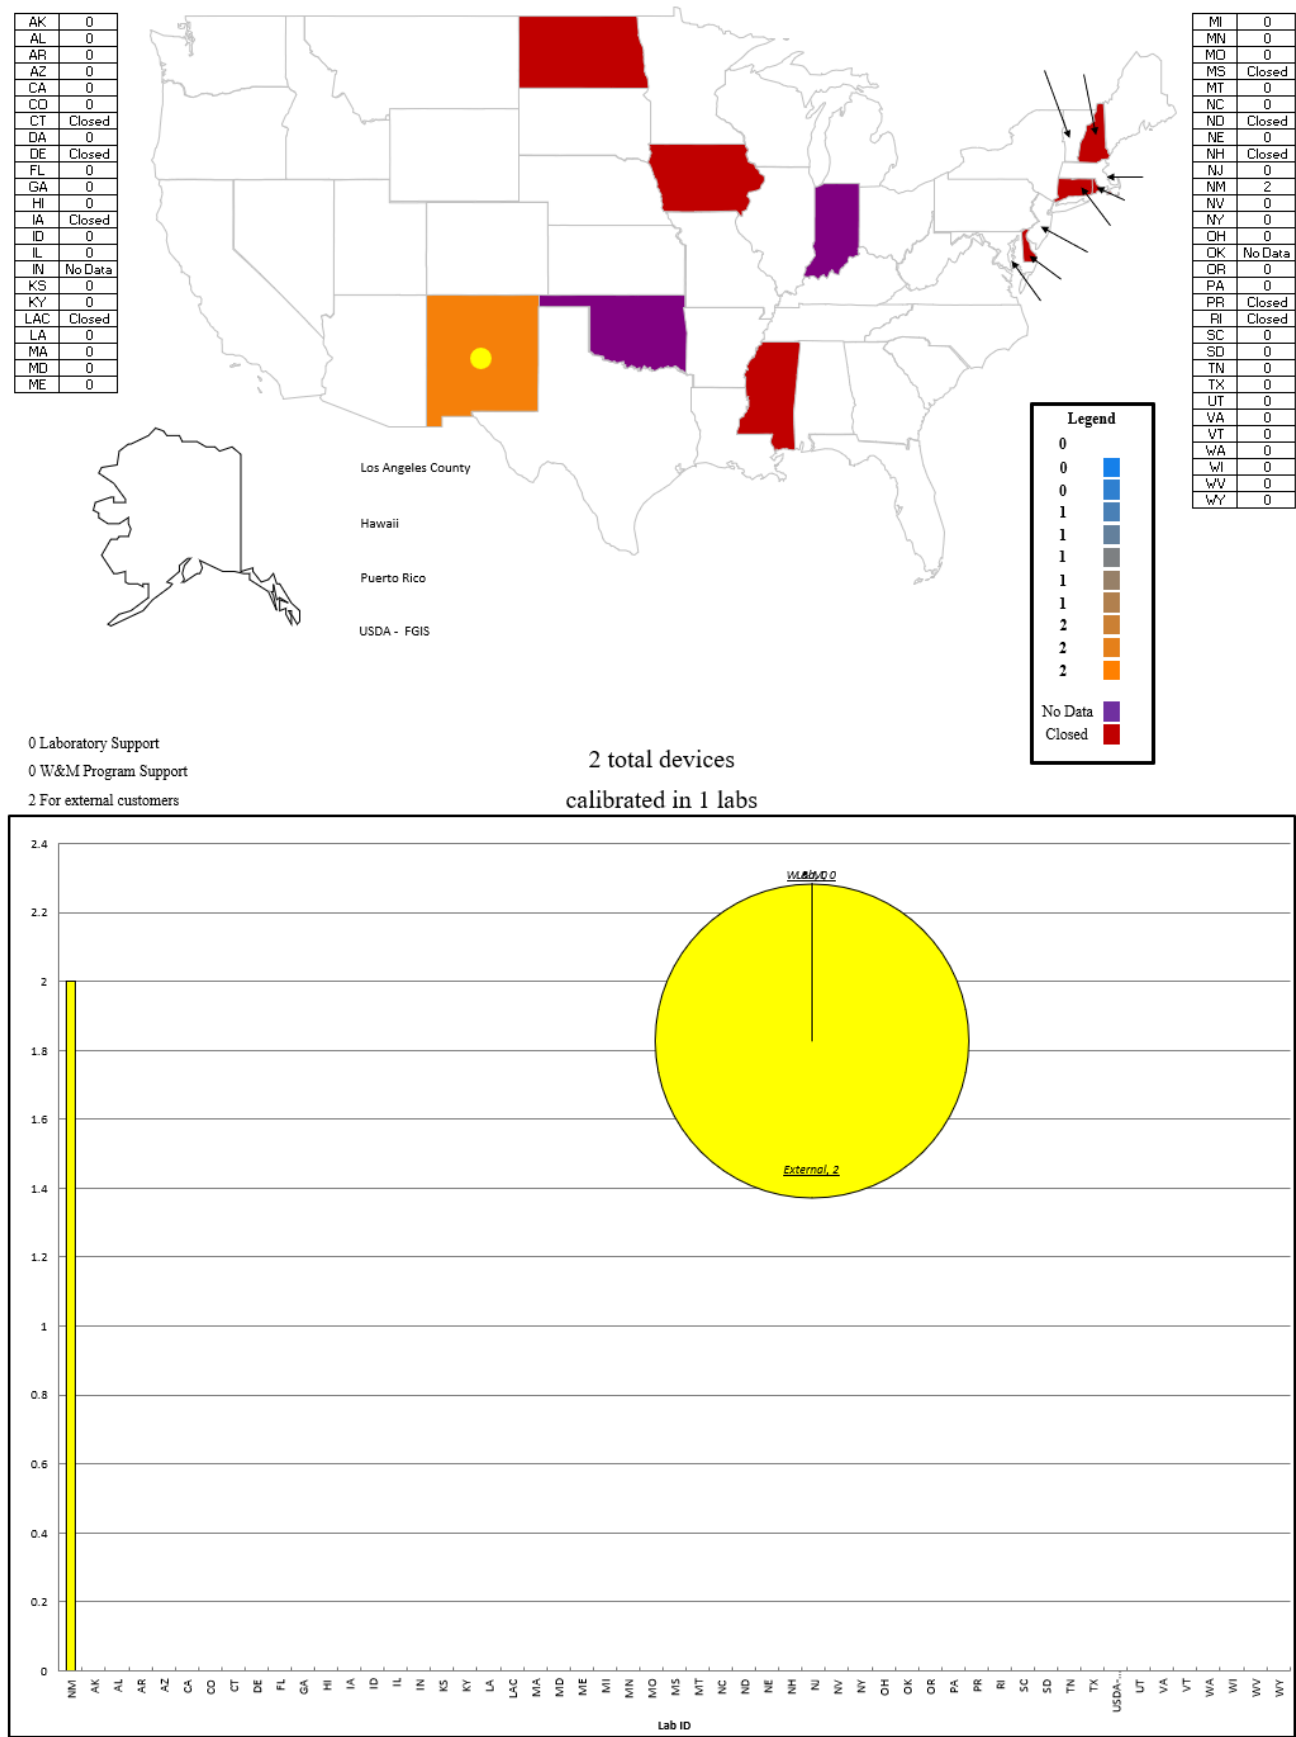 AK 0
AL 0
AR 0
AZ 0
CA 0
CO 0
CT Closed
DA 0
DE Closed
FL 0
GA 0
HI 0
IA Closed
ID 0
IL 0
IN No Data
KS 0
KY 0
LAC Closed
LA 0
MA 0
MD 0
ME 0
MI 0
MN 0
MO 0
MS Closed
MT 0
NC 0
ND Closed
NE 0
NH Closed
NJ 0
NM 2
NV 0
NY 0
OH 0
OK No Data
OR 0
PA 0
PR Closed
RI Closed
SC 0
SD 0
TN 0
TX 0
UT 0
VA 0
VT 0
WA 0
WI 0
WV 0
WY 0
Los Angeles County
Hawaii
Puerto Rico
USDA - FGIS
Legend
0
0
0
1
1
1
1
1
2
2
2
No Data
Closed
0 Laboratory Support
0 W&M Program Support
2 For external customers
2 total devices
calibrated in 1 labs
2.4
2.2
2
1.8
1.6
1.4
1.2
1
0.8
0.6
0.4
0.2
0
External, 2
NM AK AL AR AZ CA CO CT DE FL GA HI IA ID IL IN KS KY LA LAC MA MD ME MI MN MO MS MT NC ND NE NH NJ NV NY OH OK OR PA PR RI SC SD TN TX USDA-... UT VA VT WA WI WV WY
Lab ID